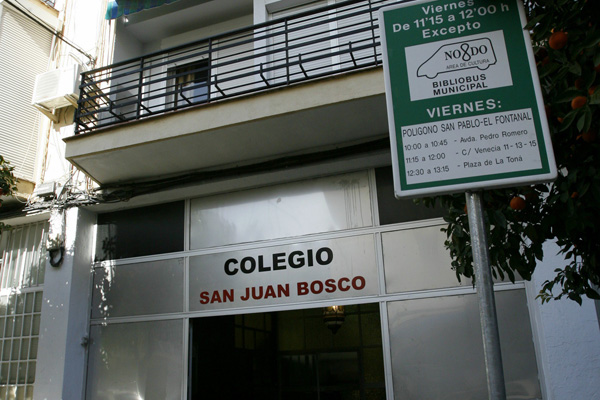 Viernes
De 11'15 a 12'00 h
Excepto
NO8DO
AREA DE CULTURA
BIBLIOBUS
MUNICIPAL
VIERNES:
POLIGONO SAN PABLO-EL FONTANAL
10:00 a 10:45 - Avda. Pedro Romero
11:15 a 12:00 - C/ Venecia 11-13-15
12:30 a 13:15 - Plaza de La Toná
COLEGIO
SAN JUAN BOSCO